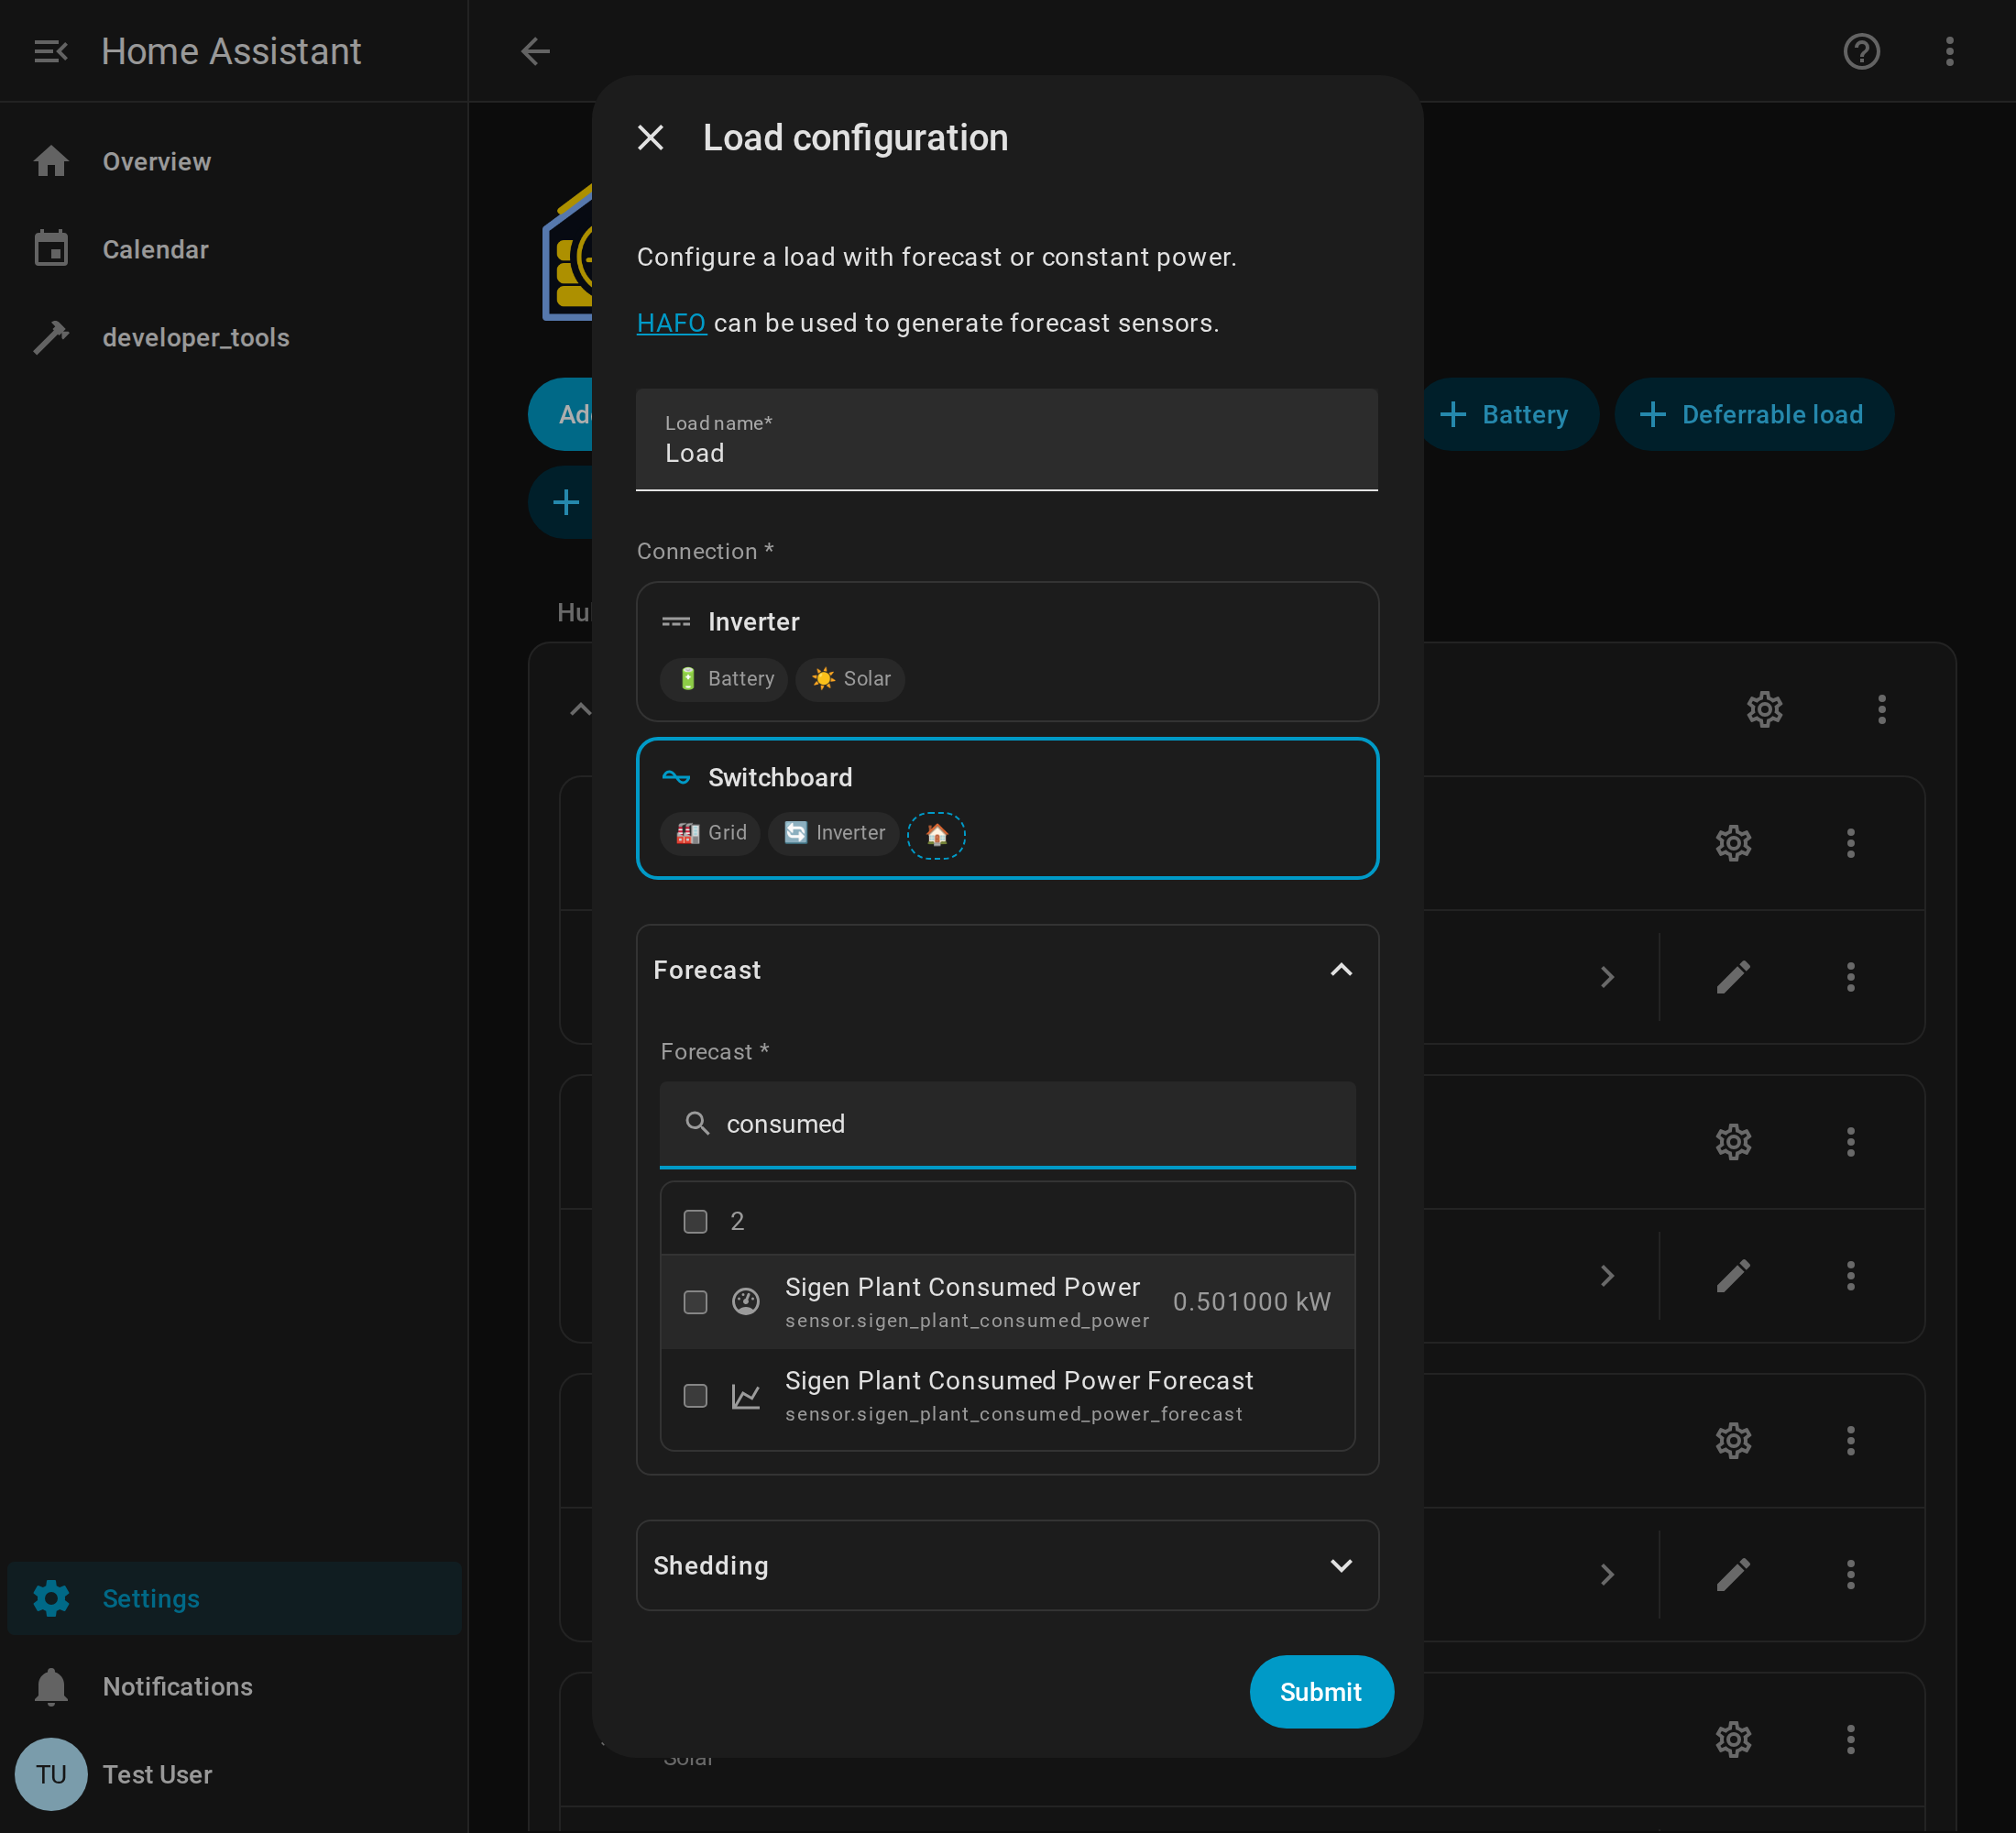 Home Assistant
Overview
Calendar
developer_tools
Settings
Notifications
TU
Test User
Load configuration
Configure a load with forecast or constant power.
HAFO can be used to generate forecast sensors.
Load name*
Load
Battery
Deferrable load
Connection *
Inverter
Battery
Solar
Switchboard
Grid
Inverter
Forecast
Forecast *
consumed
2
Sigen Plant Consumed Power
sensor.sigen_plant_consumed_power
0.501000 kW
Sigen Plant Consumed Power Forecast
sensor.sigen_plant_consumed_power_forecast
Shedding
Submit
Solar